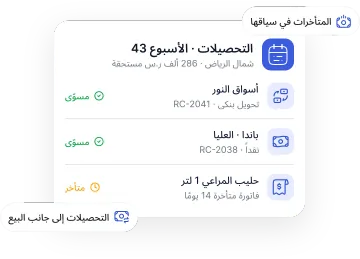 المتأخرات في سياقها
التحصيلات · الأسبوع 43
شمال الرياض · 286 ألف ر.س مستحقة
أسواق النور
تحويل بنكي · RC-2041
مسوّى
باندا · العليا
نقداً · RC-2038
مسوّى
حليب المراعي 1 لتر
فاتورة متأخرة 14 يومًا
متأخر
التحصيلات إلى جانب البيع